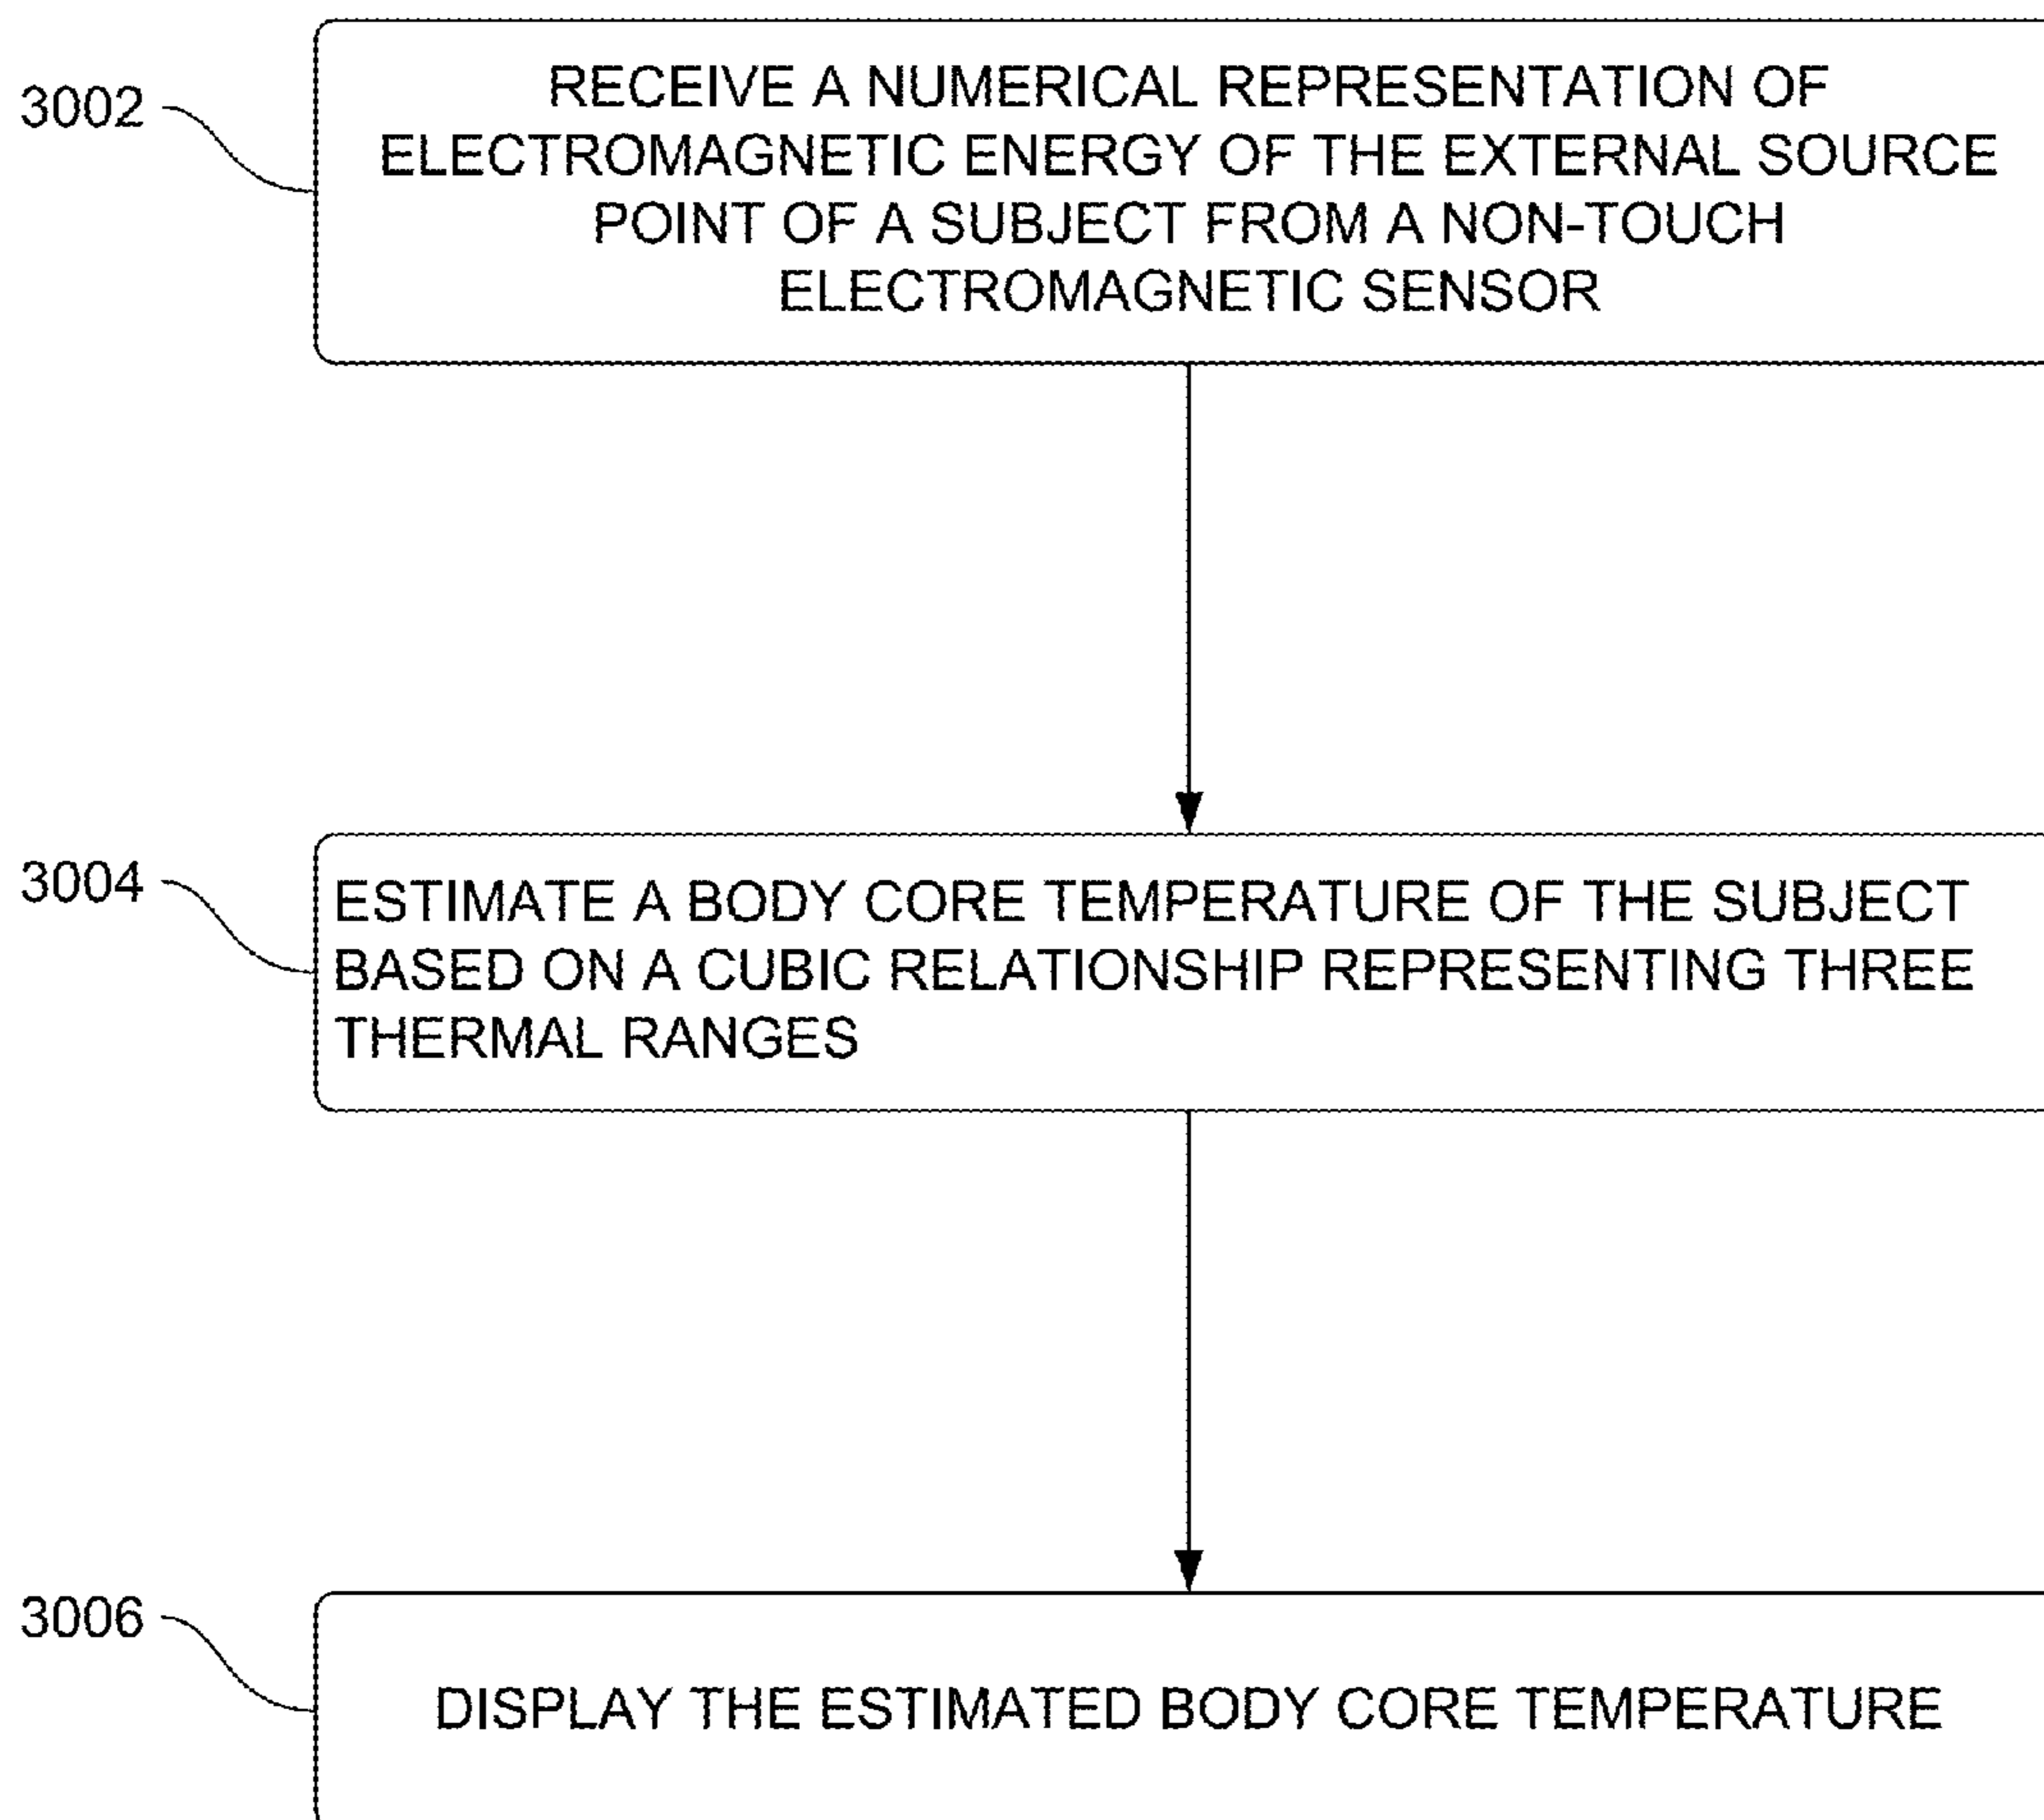 3002
RECEIVE A NUMERICAL REPRESENTATION OF
ELECTROMAGNETIC ENERGY OF THE EXTERNAL SOURCE
POINT OF A SUBJECT FROM A NON-TOUCH
ELECTROMAGNETIC SENSOR
3004
ESTIMATE A BODY CORE TEMPERATURE OF THE SUBJECT
BASED ON A CUBIC RELATIONSHIP REPRESENTING THREE
THERMAL RANGES
3006
DISPLAY THE ESTIMATED BODY CORE TEMPERATURE